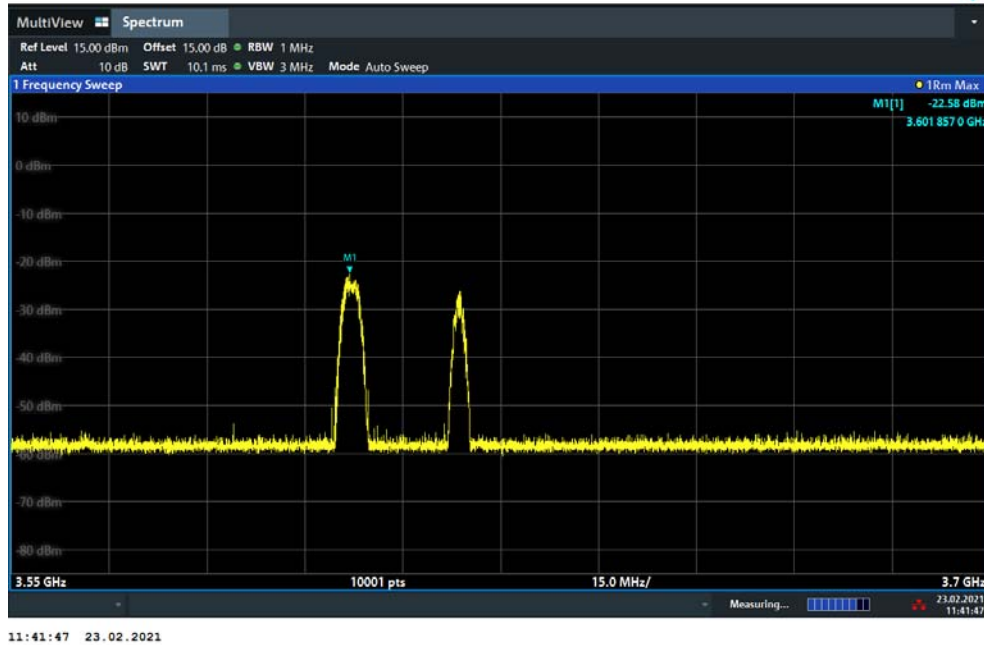 MultiView Spectrum
Ref Level 15.00 dBm Offset 15.00 dB RBW 1 MHz
Att 10 dB SWT 10.1 ms VBW 3 MHz Mode Auto Sweep
1 Frequency Sweep 1Rm Max
M1[1] -22.58 dBm
3.601 857 0 GHz
10 dBm
0 dBm
-10 dBm
M1
-20 dBm
-30 dBm
-40 dBm
-50 dBm
-60 dBm
-70 dBm
-80 dBm
3.55 GHz 10001 pts 15.0 MHz/ 3.7 GHz
Measuring... 23.02.2021
11:41:47
11:41:47 23.02.2021